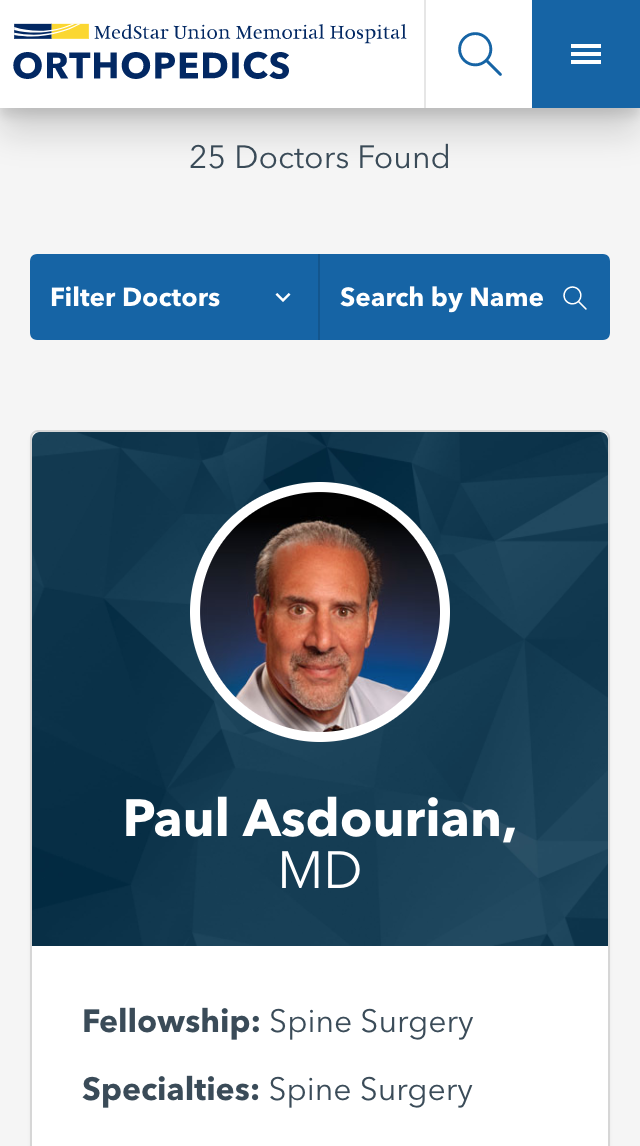 MedStar Union Memorial Hospital
ORTHOPEDICS
25 Doctors Found
Filter Doctors
Search by Name
Paul Asdourian,
MD
Fellowship: Spine Surgery
Specialties: Spine Surgery